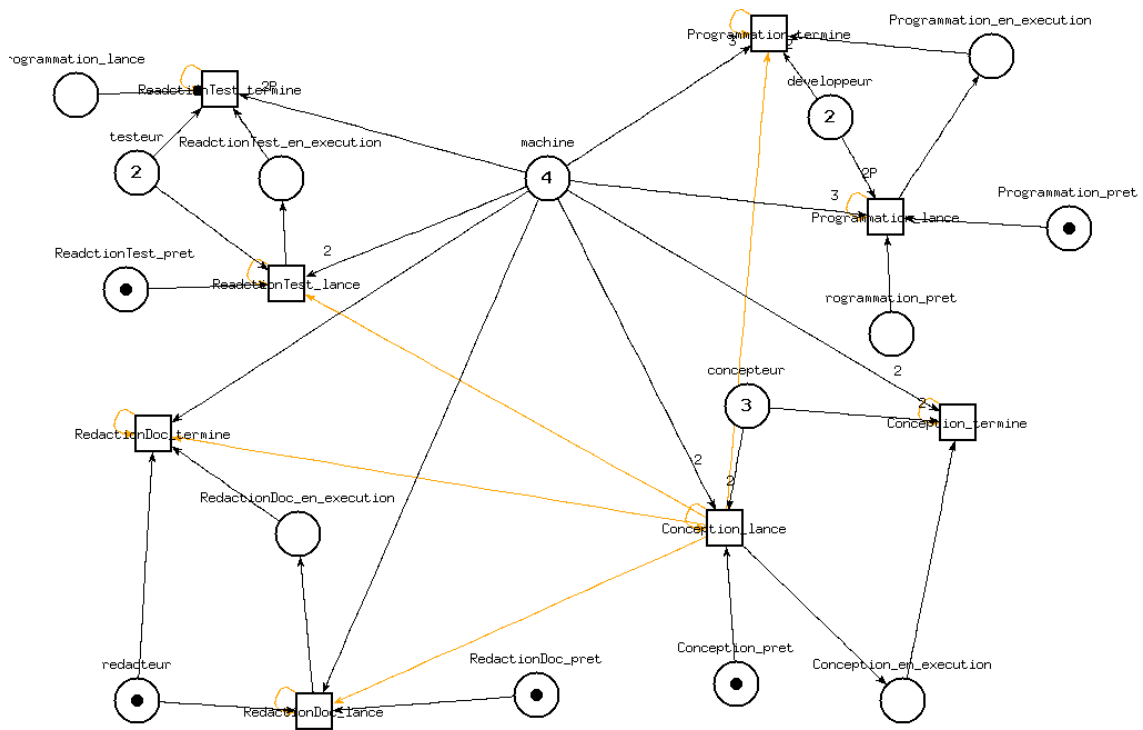 Programmation_en_execution
Programmation_termine
3
2
rogrammation_lance
developpeur
2
ReadctionTest_termine
2P
testeur
2
ReadctionTest_en_execution
machine
4
2P
3
Programmation_lance
Programmation_pret
ReadctionTest_pret
2
ReadctionTest_lance
rogrammation_pret
concepteur
3
2
2
Conception_termine
RedactionDoc_termine
2
2
RedactionDoc_en_execution
Conception_lance
redacteur
RedactionDoc_pret
Conception_pret
Conception_en_execution
RedactionDoc_lance